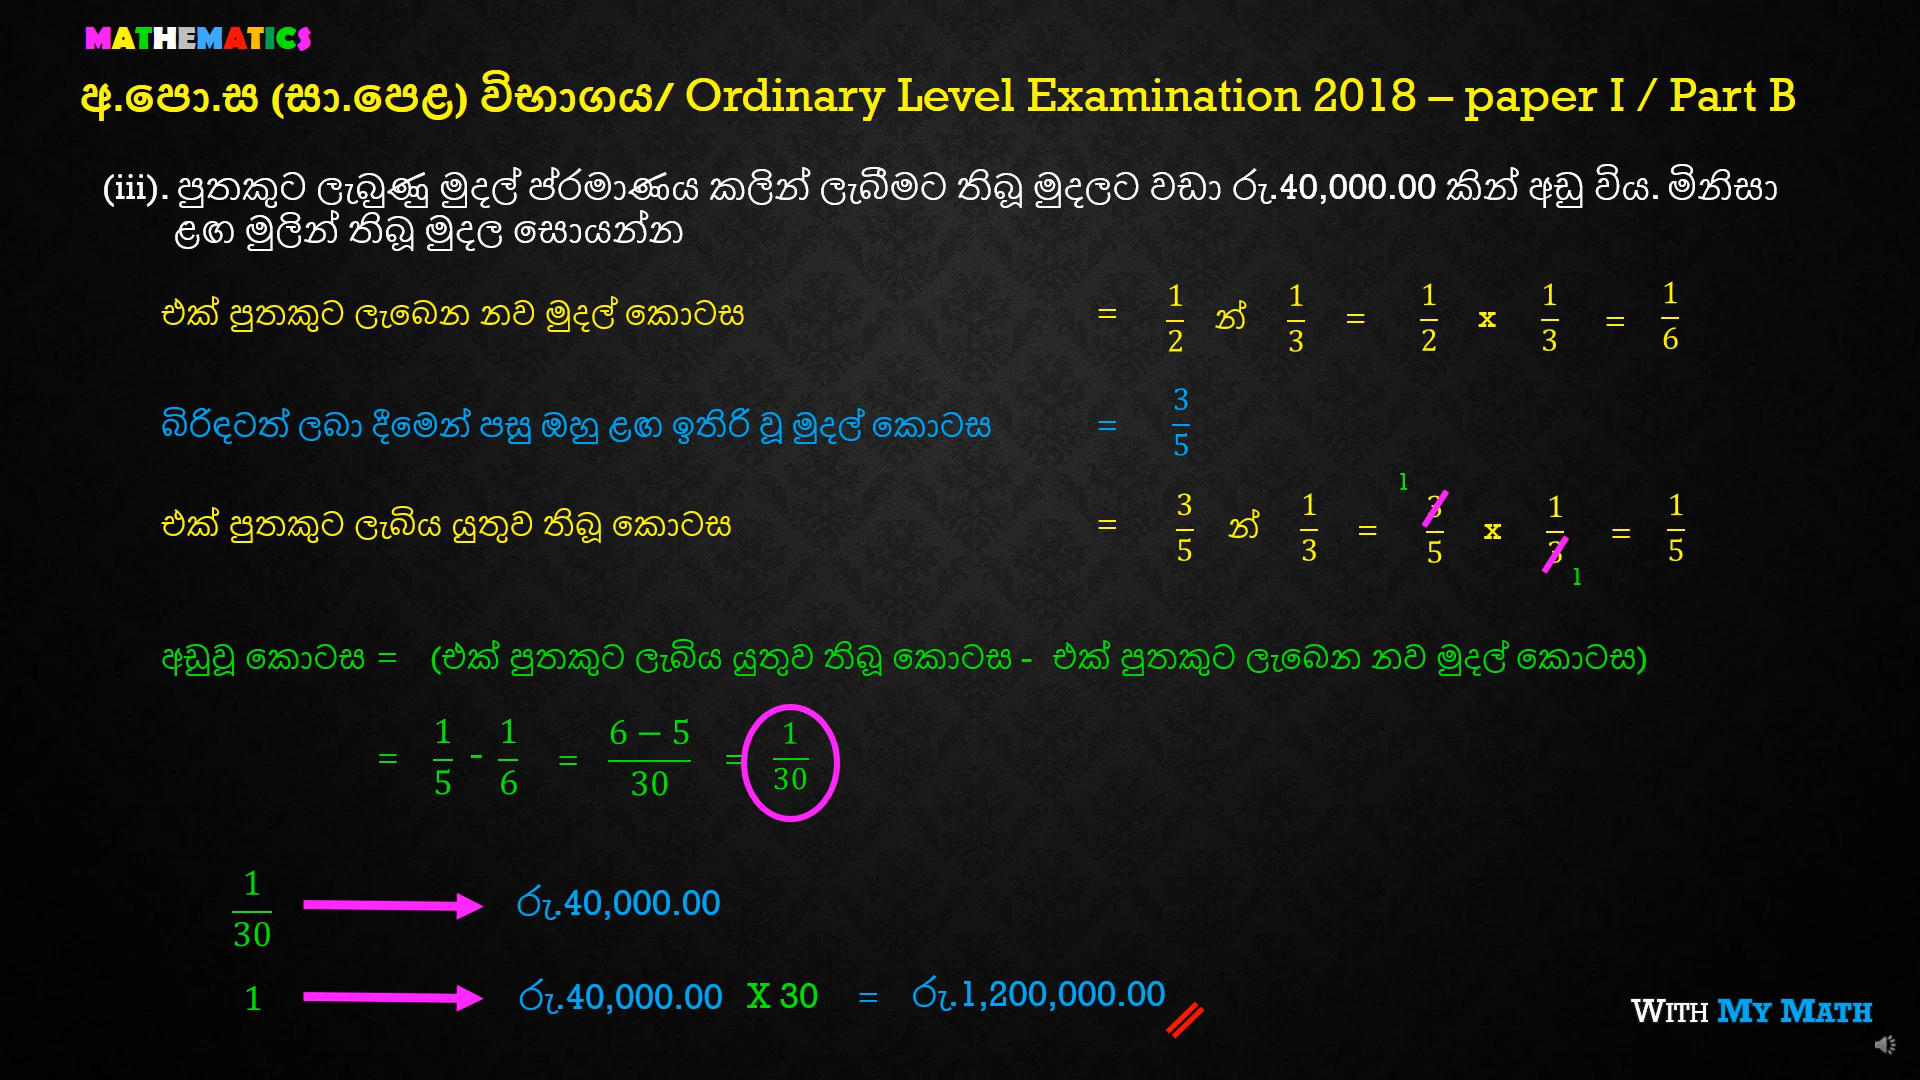 MATHEMATICS
අ.පො.ස (සා.පෙළ) විභාගය/ Ordinary Level Examination 2018 – paper I / Part B
(iii). පුතකුට ලැබුණු මුදල් ප්රමාණය කලින් ලැබීමට තිබූ මුදලට වඩා රු.40,000.00 කින් අඩු විය. මිනිසා
ළඟ මුලින් තිබූ මුදල සොයන්න
එක් පුතකුට ලැබෙන නව මුදල් කොටස = 1/2 න් 1/3 = 1/2 x 1/3 = 1/6
බිරිඳටත් ලබා දීමෙන් පසු ඔහු ළඟ ඉතිරි වූ මුදල් කොටස = 3/5
එක් පුතකුට ලැබිය යුතුව තිබූ කොටස = 3/5 න් 1/3 = 1 3/5 x 1/3 1 = 1/5
අඩුවූ කොටස = (එක් පුතකුට ලැබිය යුතුව තිබූ කොටස - එක් පුතකුට ලැබෙන නව මුදල් කොටස)
= 1/5 - 1/6 = 6 – 5/30 = 1/30
1/30 රු.40,000.00
1 රු.40,000.00 X 30 = රු.1,200,000.00
WITH MY MATH